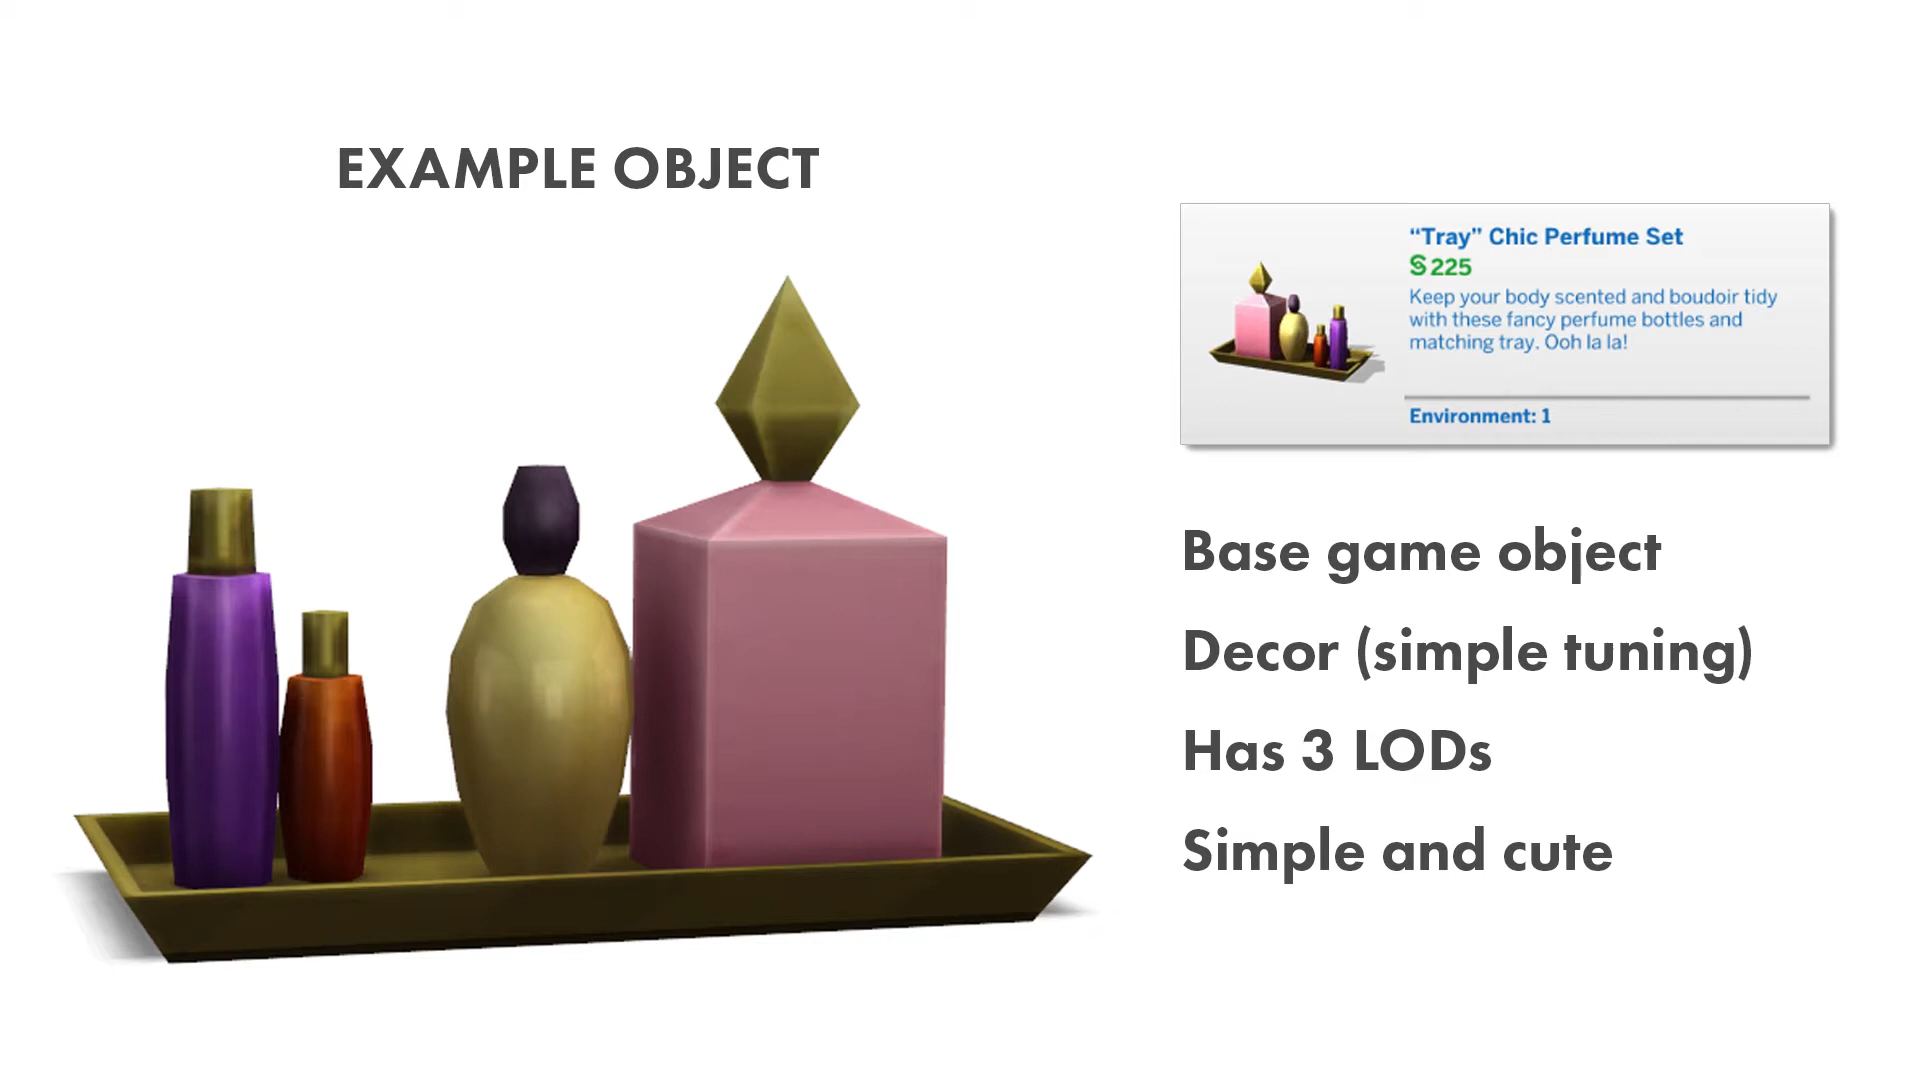 EXAMPLE OBJECT
“Tray” Chic Perfume Set
§225
Keep your body scented and boudoir tidy
with these fancy perfume bottles and
matching tray. Ooh la la!
Environment: 1
Base game object
Decor (simple tuning)
Has 3 LODs
Simple and cute